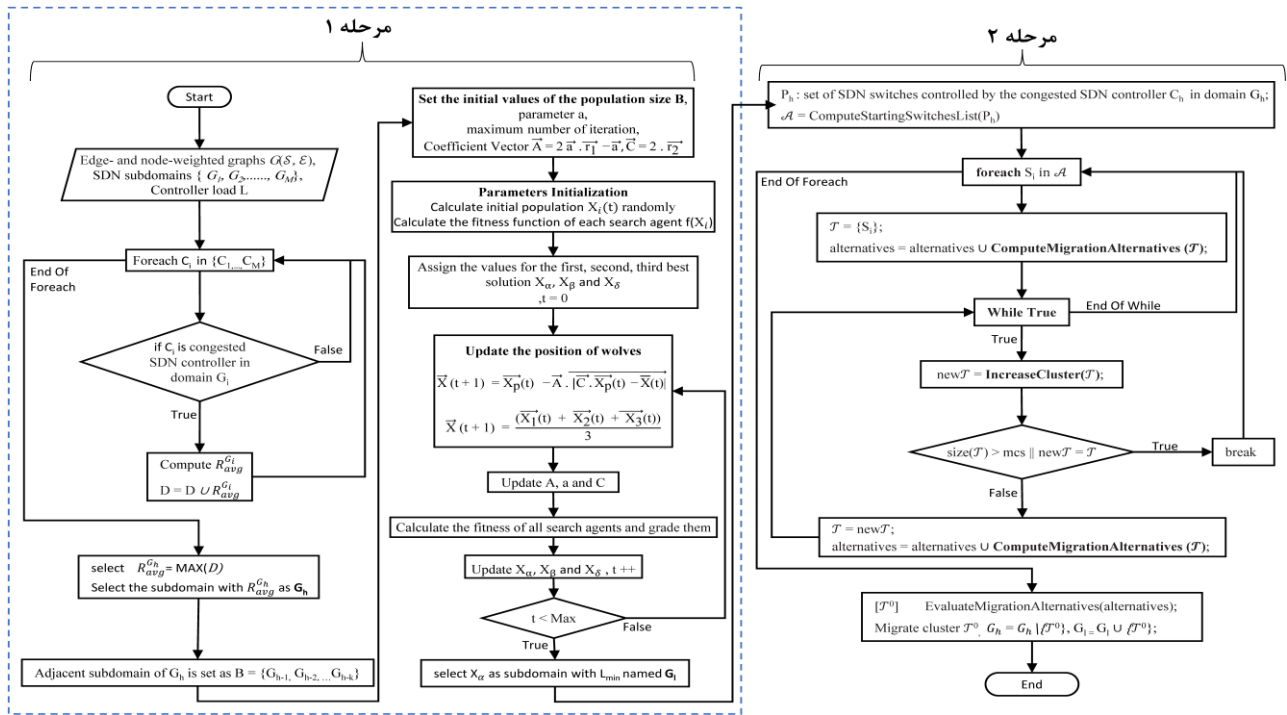 مرحله ۱
Start
Edge- and node-weighted graphs G(S, Ɛ),
SDN subdomains { G₁, G₂,......, G_M},
Controller load L
Foreach Cᵢ in {C₁,...,C_M}
End Of
Foreach
if Cᵢ is congested
SDN controller in
domain Gᵢ
False
True
Compute R_avg^Gᵢ
D = D ∪ R_avg^Gᵢ
select R_avg^Gₕ = MAX(D)
Select the subdomain with R_avg^Gₕ as Gₕ
Adjacent subdomain of Gₕ is set as B = {G_h-1, G_h-2, ...G_h-k}
Set the initial values of the population size B,
parameter a,
maximum number of iteration,
Coefficient Vector A⃗ = 2 a⃗ . r₁⃗ − a⃗, C⃗ = 2 . r₂⃗
Parameters Initialization
Calculate initial population Xᵢ(t) randomly
Calculate the fitness function of each search agent f(Xᵢ)
Assign the values for the first, second, third best
solution Xα, Xβ and Xδ
,t = 0
Update the position of wolves
X⃗ (t + 1) = X_p⃗(t) − A⃗ . |C⃗ . X_p⃗(t) − X⃗(t)|
X⃗ (t + 1) = (X₁⃗(t) + X₂⃗(t) + X₃⃗(t)) / 3
Update A, a and C
Calculate the fitness of all search agents and grade them
Update Xα, Xβ and Xδ , t ++
t < Max
False
True
select Xα as subdomain with L_min named Gₗ
مرحله ۲
Pₕ : set of SDN switches controlled by the congested SDN controller Cₕ in domain Gₕ;
𝒜 = ComputeStartingSwitchesList(Pₕ)
End Of Foreach
foreach Sᵢ in 𝒜
𝒯 = {Sᵢ};
alternatives = alternatives ∪ ComputeMigrationAlternatives (𝒯);
While True
End Of While
True
new𝒯 = IncreaseCluster(𝒯);
size(𝒯) > mcs || new𝒯 = 𝒯
True
break
False
𝒯 = new𝒯;
alternatives = alternatives ∪ ComputeMigrationAlternatives (𝒯);
[𝒯⁰] EvaluateMigrationAlternatives(alternatives);
Migrate cluster 𝒯⁰, Gₕ = Gₕ \{𝒯⁰}, Gₗ = Gₗ ∪ {𝒯⁰};
End